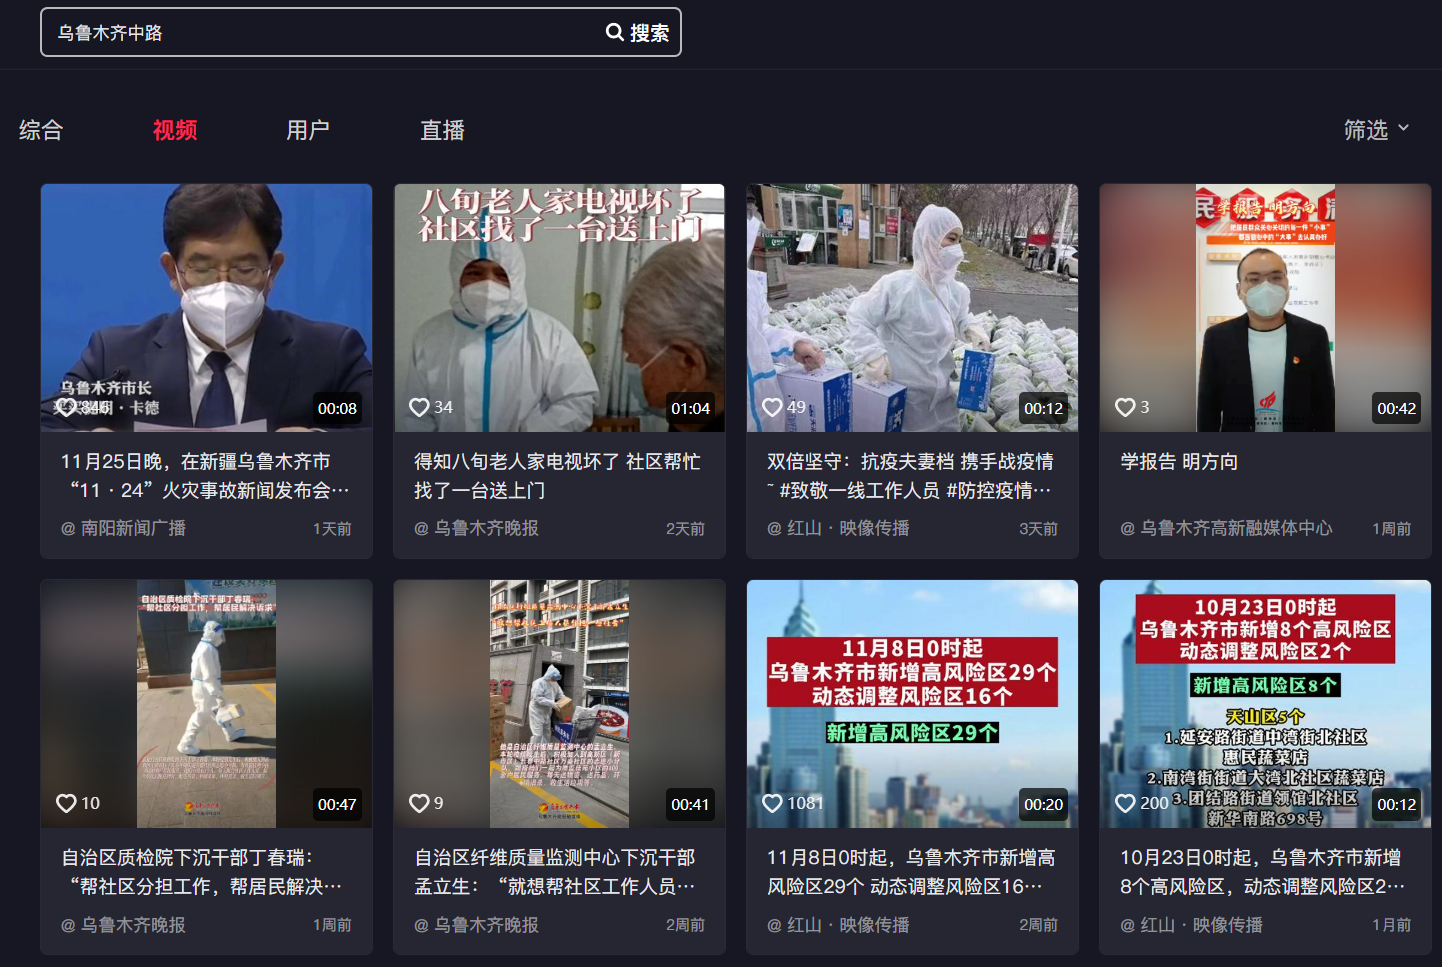 乌鲁木齐中路
搜索
综合
视频
用户
直播
筛选
乌鲁木齐市长
846
00:08
11月25日晚，在新疆乌鲁木齐市
“11 · 24”火灾事故新闻发布会…
@ 南阳新闻广播
1天前
八旬老人家电视坏了
社区找了一台送上门
34
01:04
得知八旬老人家电视坏了 社区帮忙
找了一台送上门
@ 乌鲁木齐晚报
2天前
49
00:12
双倍坚守：抗疫夫妻档 携手战疫情
~ #致敬一线工作人员 #防控疫情…
@ 红山 · 映像传播
3天前
学报告 明方向
3
00:42
学报告 明方向
@ 乌鲁木齐高新融媒体中心
1周前
自治区质检院下沉干部丁春瑞：
“帮社区分担工作，帮居民解决诉求”
10
00:47
自治区质检院下沉干部丁春瑞：
“帮社区分担工作，帮居民解决…
@ 乌鲁木齐晚报
1周前
9
00:41
自治区纤维质量监测中心下沉干部
孟立生：“就想帮社区工作人员…
@ 乌鲁木齐晚报
2周前
11月8日0时起
乌鲁木齐市新增高风险区29个
动态调整风险区16个
新增高风险区29个
1081
00:20
11月8日0时起，乌鲁木齐市新增高
风险区29个 动态调整风险区16…
@ 红山 · 映像传播
2周前
10月23日0时起
乌鲁木齐市新增8个高风险区
动态调整风险区2个
新增高风险区8个
天山区5个
1.延安路街道中湾街北社区
惠民蔬菜店
2.南湾街街道大湾北社区蔬菜店
3.团结路街道领馆北社区
新华南路698号
200
00:12
10月23日0时起，乌鲁木齐市新增
8个高风险区，动态调整风险区2…
@ 红山 · 映像传播
1月前